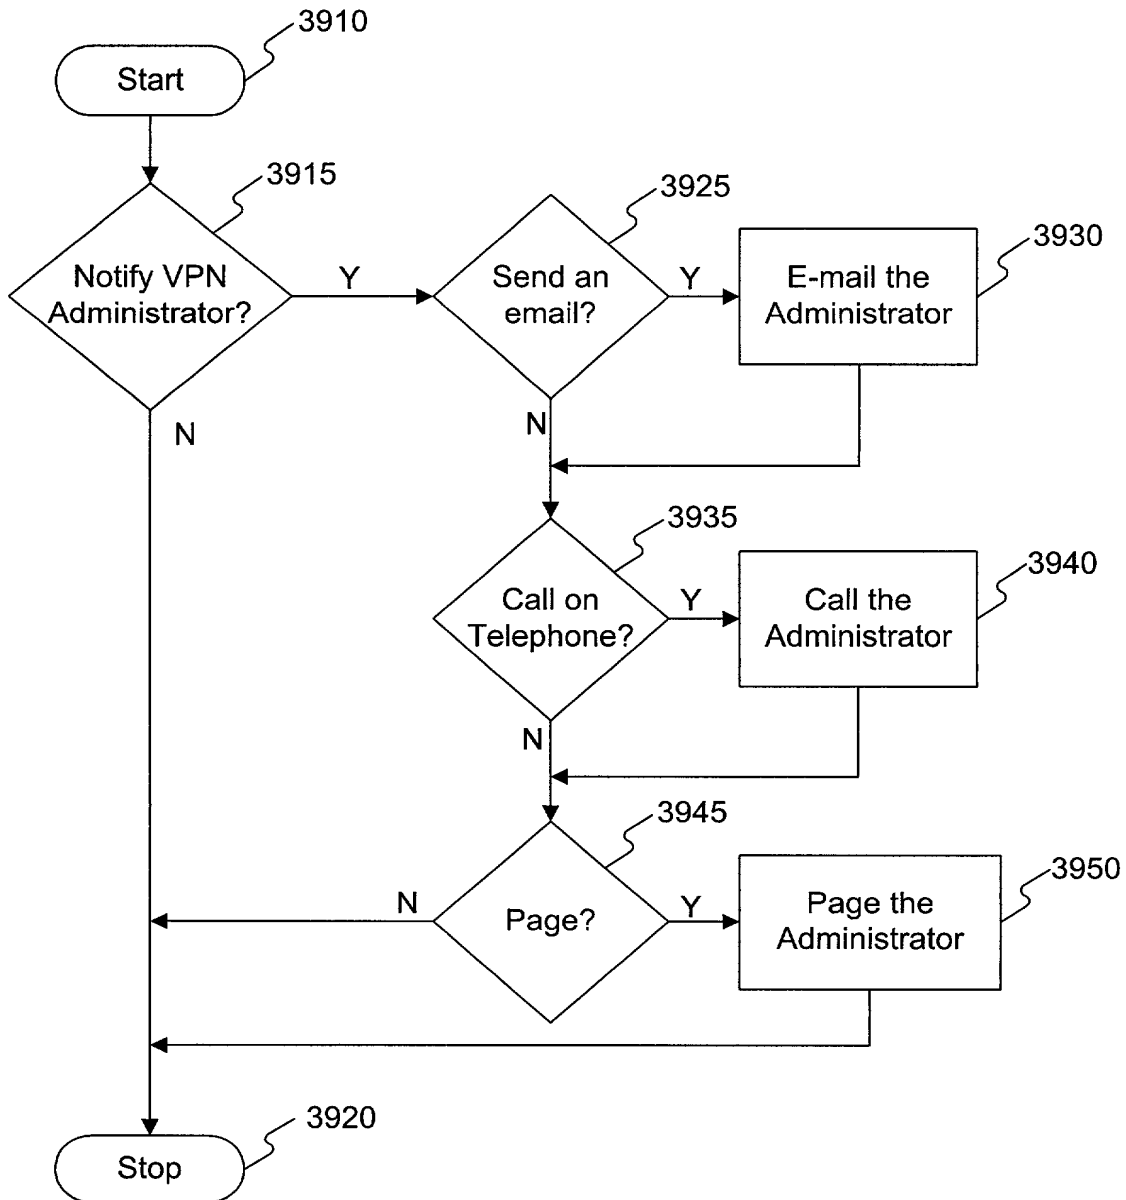 3910
Start
3915
Notify VPN
Administrator?
Y
N
3925
Send an
email?
Y
N
3930
E-mail the
Administrator
3935
Call on
Telephone?
Y
N
3940
Call the
Administrator
3945
Page?
N
Y
3950
Page the
Administrator
3920
Stop